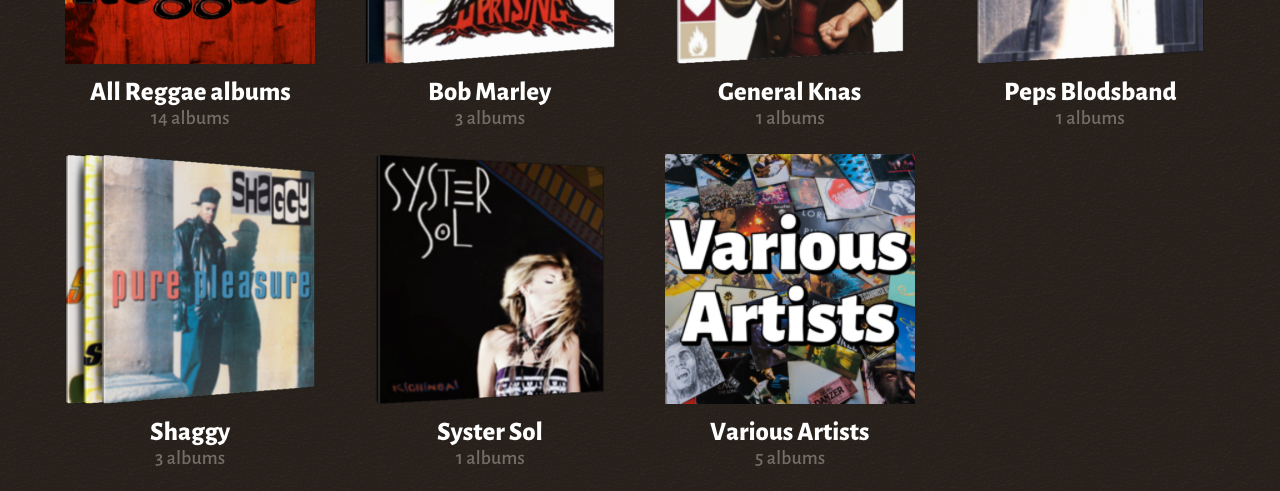 Reggae
UPRISING
All Reggae albums
14 albums
Bob Marley
3 albums
General Knas
1 albums
Peps Blodsband
1 albums
SHAGGY
pure pleasure
SYSTER
SOL
KICHINGA!
Various
Artists
Shaggy
3 albums
Syster Sol
1 albums
Various Artists
5 albums